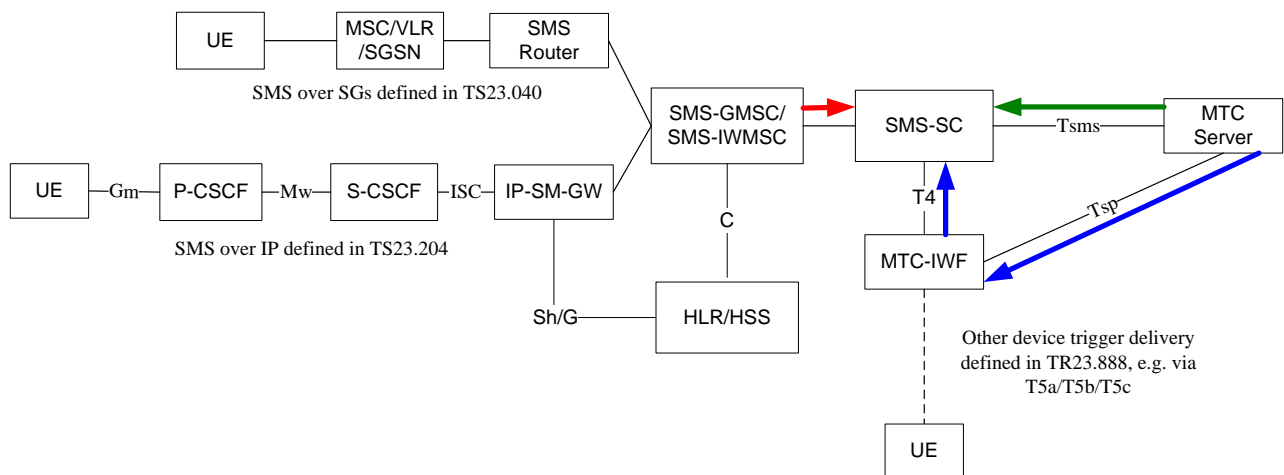 UE
MSC/VLR
/SGSN
SMS
Router
SMS over SGs defined in TS23.040
SMS-GMSC/
SMS-IWMSC
SMS-SC
Tsms
MTC
Server
UE
Gm
P-CSCF
Mw
S-CSCF
ISC
IP-SM-GW
SMS over IP defined in TS23.204
C
T4
Tsp
MTC-IWF
Sh/G
HLR/HSS
Other device trigger delivery
defined in TR23.888, e.g. via
T5a/T5b/T5c
UE